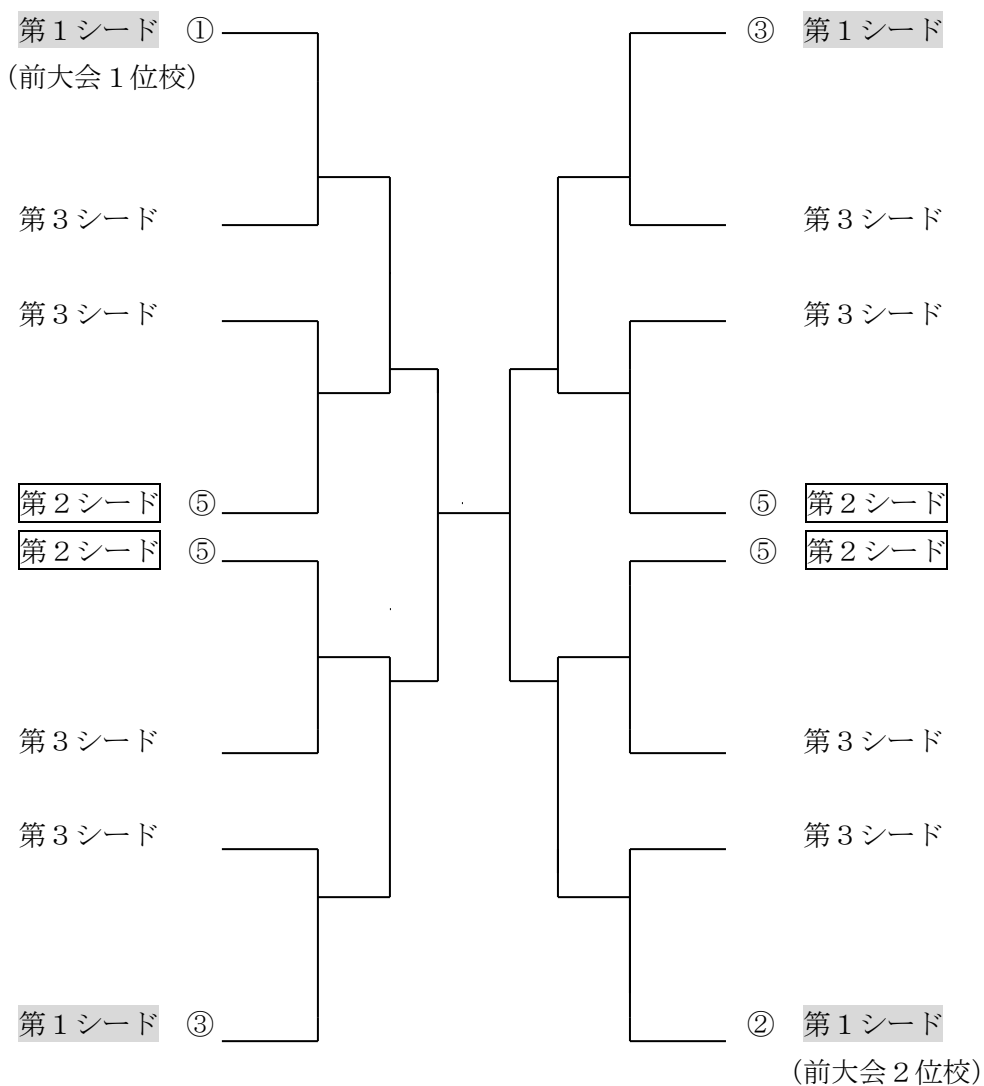 第１シード ① ③ 第１シード
（前大会１位校）
第３シード 第３シード
第３シード 第３シード
第２シード ⑤ ⑤ 第２シード
第２シード ⑤ ⑤ 第２シード
第３シード 第３シード
第３シード 第３シード
第１シード ③ ② 第１シード
（前大会２位校）